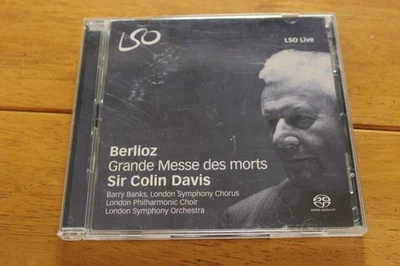 LSO
LSO Live
Berlioz
Grande Messe des morts
Sir Colin Davis
Barry Banks, London Symphony Chorus
London Philharmonic Choir
London Symphony Orchestra